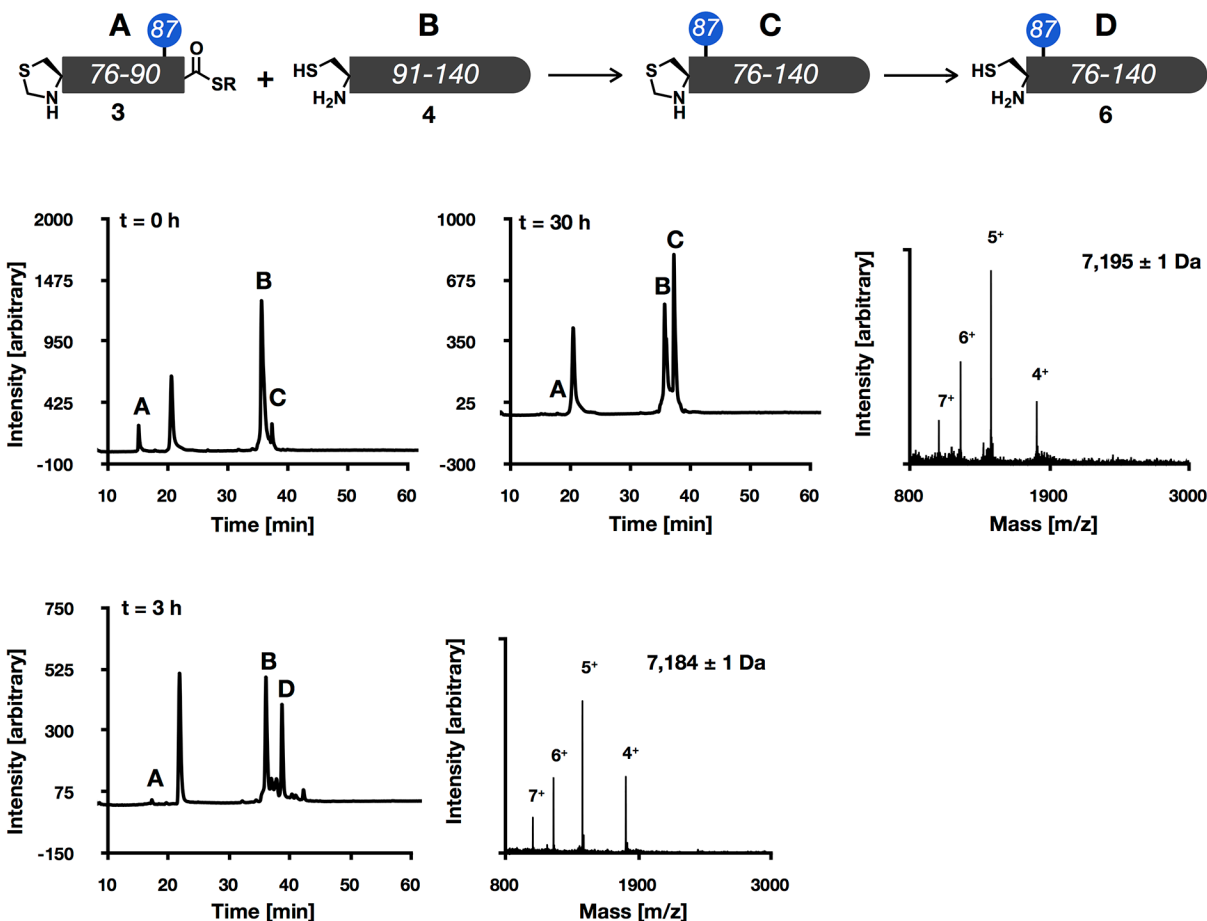 A 87 B C D
S 76-90 O SR + HS 91-140 S 87 76-140 HS 87 76-140
N H 3 H2N 4 N H H2N 6
t = 0 h
Intensity [arbitrary]
2000
1475
950
425
-100
A
B
C
10 20 30 40 50 60
Time [min]
t = 30 h
Intensity [arbitrary]
1000
675
350
25
-300
A
B
C
10 20 30 40 50 60
Time [min]
7,195 ± 1 Da
Intensity [arbitrary]
7+
6+
5+
4+
800 1900 3000
Mass [m/z]
t = 3 h
Intensity [arbitrary]
750
525
300
75
-150
A
B
D
10 20 30 40 50 60
Time [min]
7,184 ± 1 Da
Intensity [arbitrary]
7+
6+
5+
4+
800 1900 3000
Mass [m/z]